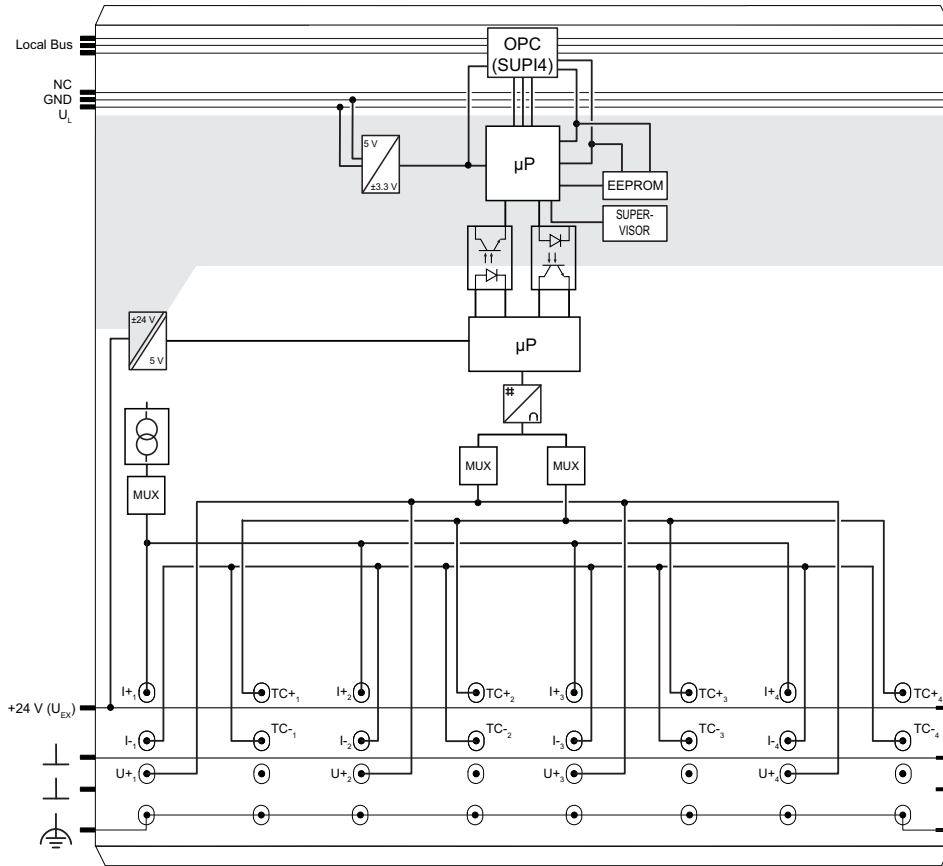 Local Bus
OPC
(SUPI4)
NC
GND
U_L
5 V
±3.3 V
µP
EEPROM
SUPER-
VISOR
±24 V
5 V
µP
#
∩
MUX
MUX
MUX
I+₁
TC+₁
I+₂
TC+₂
I+₃
TC+₃
I+₄
TC+₄
+24 V (U_EX)
I-₁
TC-₁
I-₂
TC-₂
I-₃
TC-₃
I-₄
TC-₄
U+₁
U+₂
U+₃
U+₄